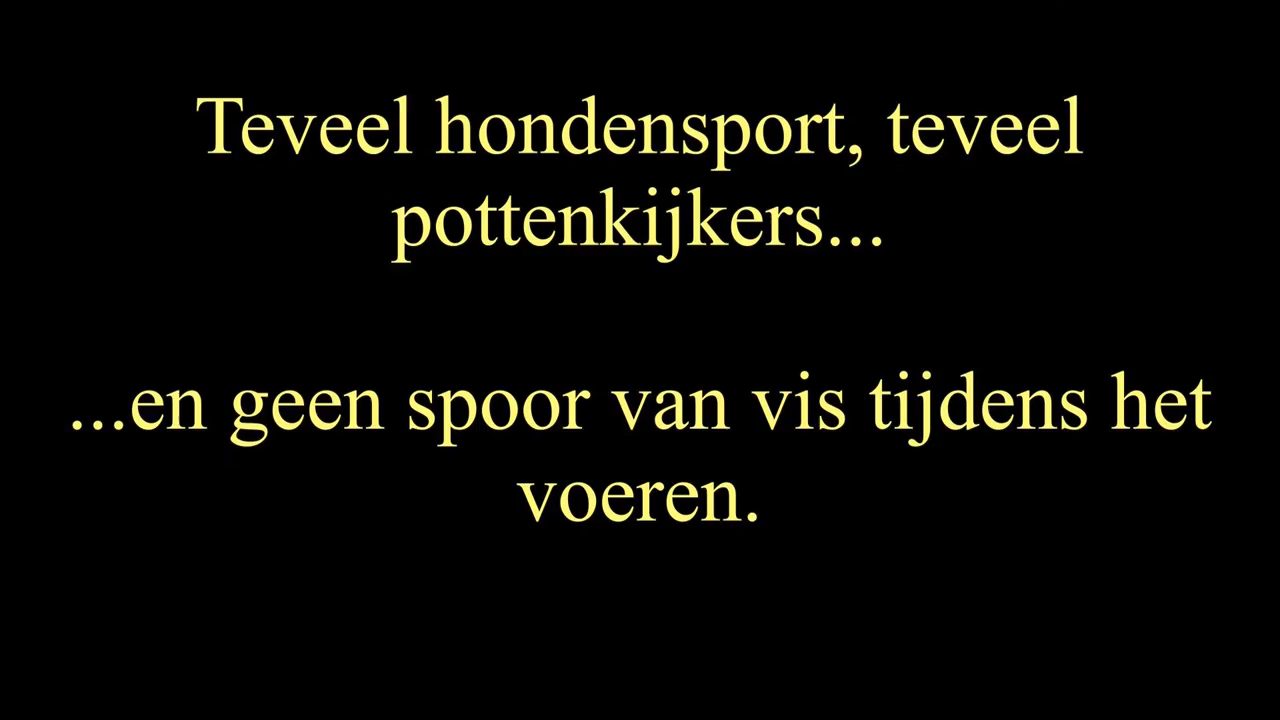 Teveel hondensport, teveel
pottenkijkers...
...en geen spoor van vis tijdens het
voeren.